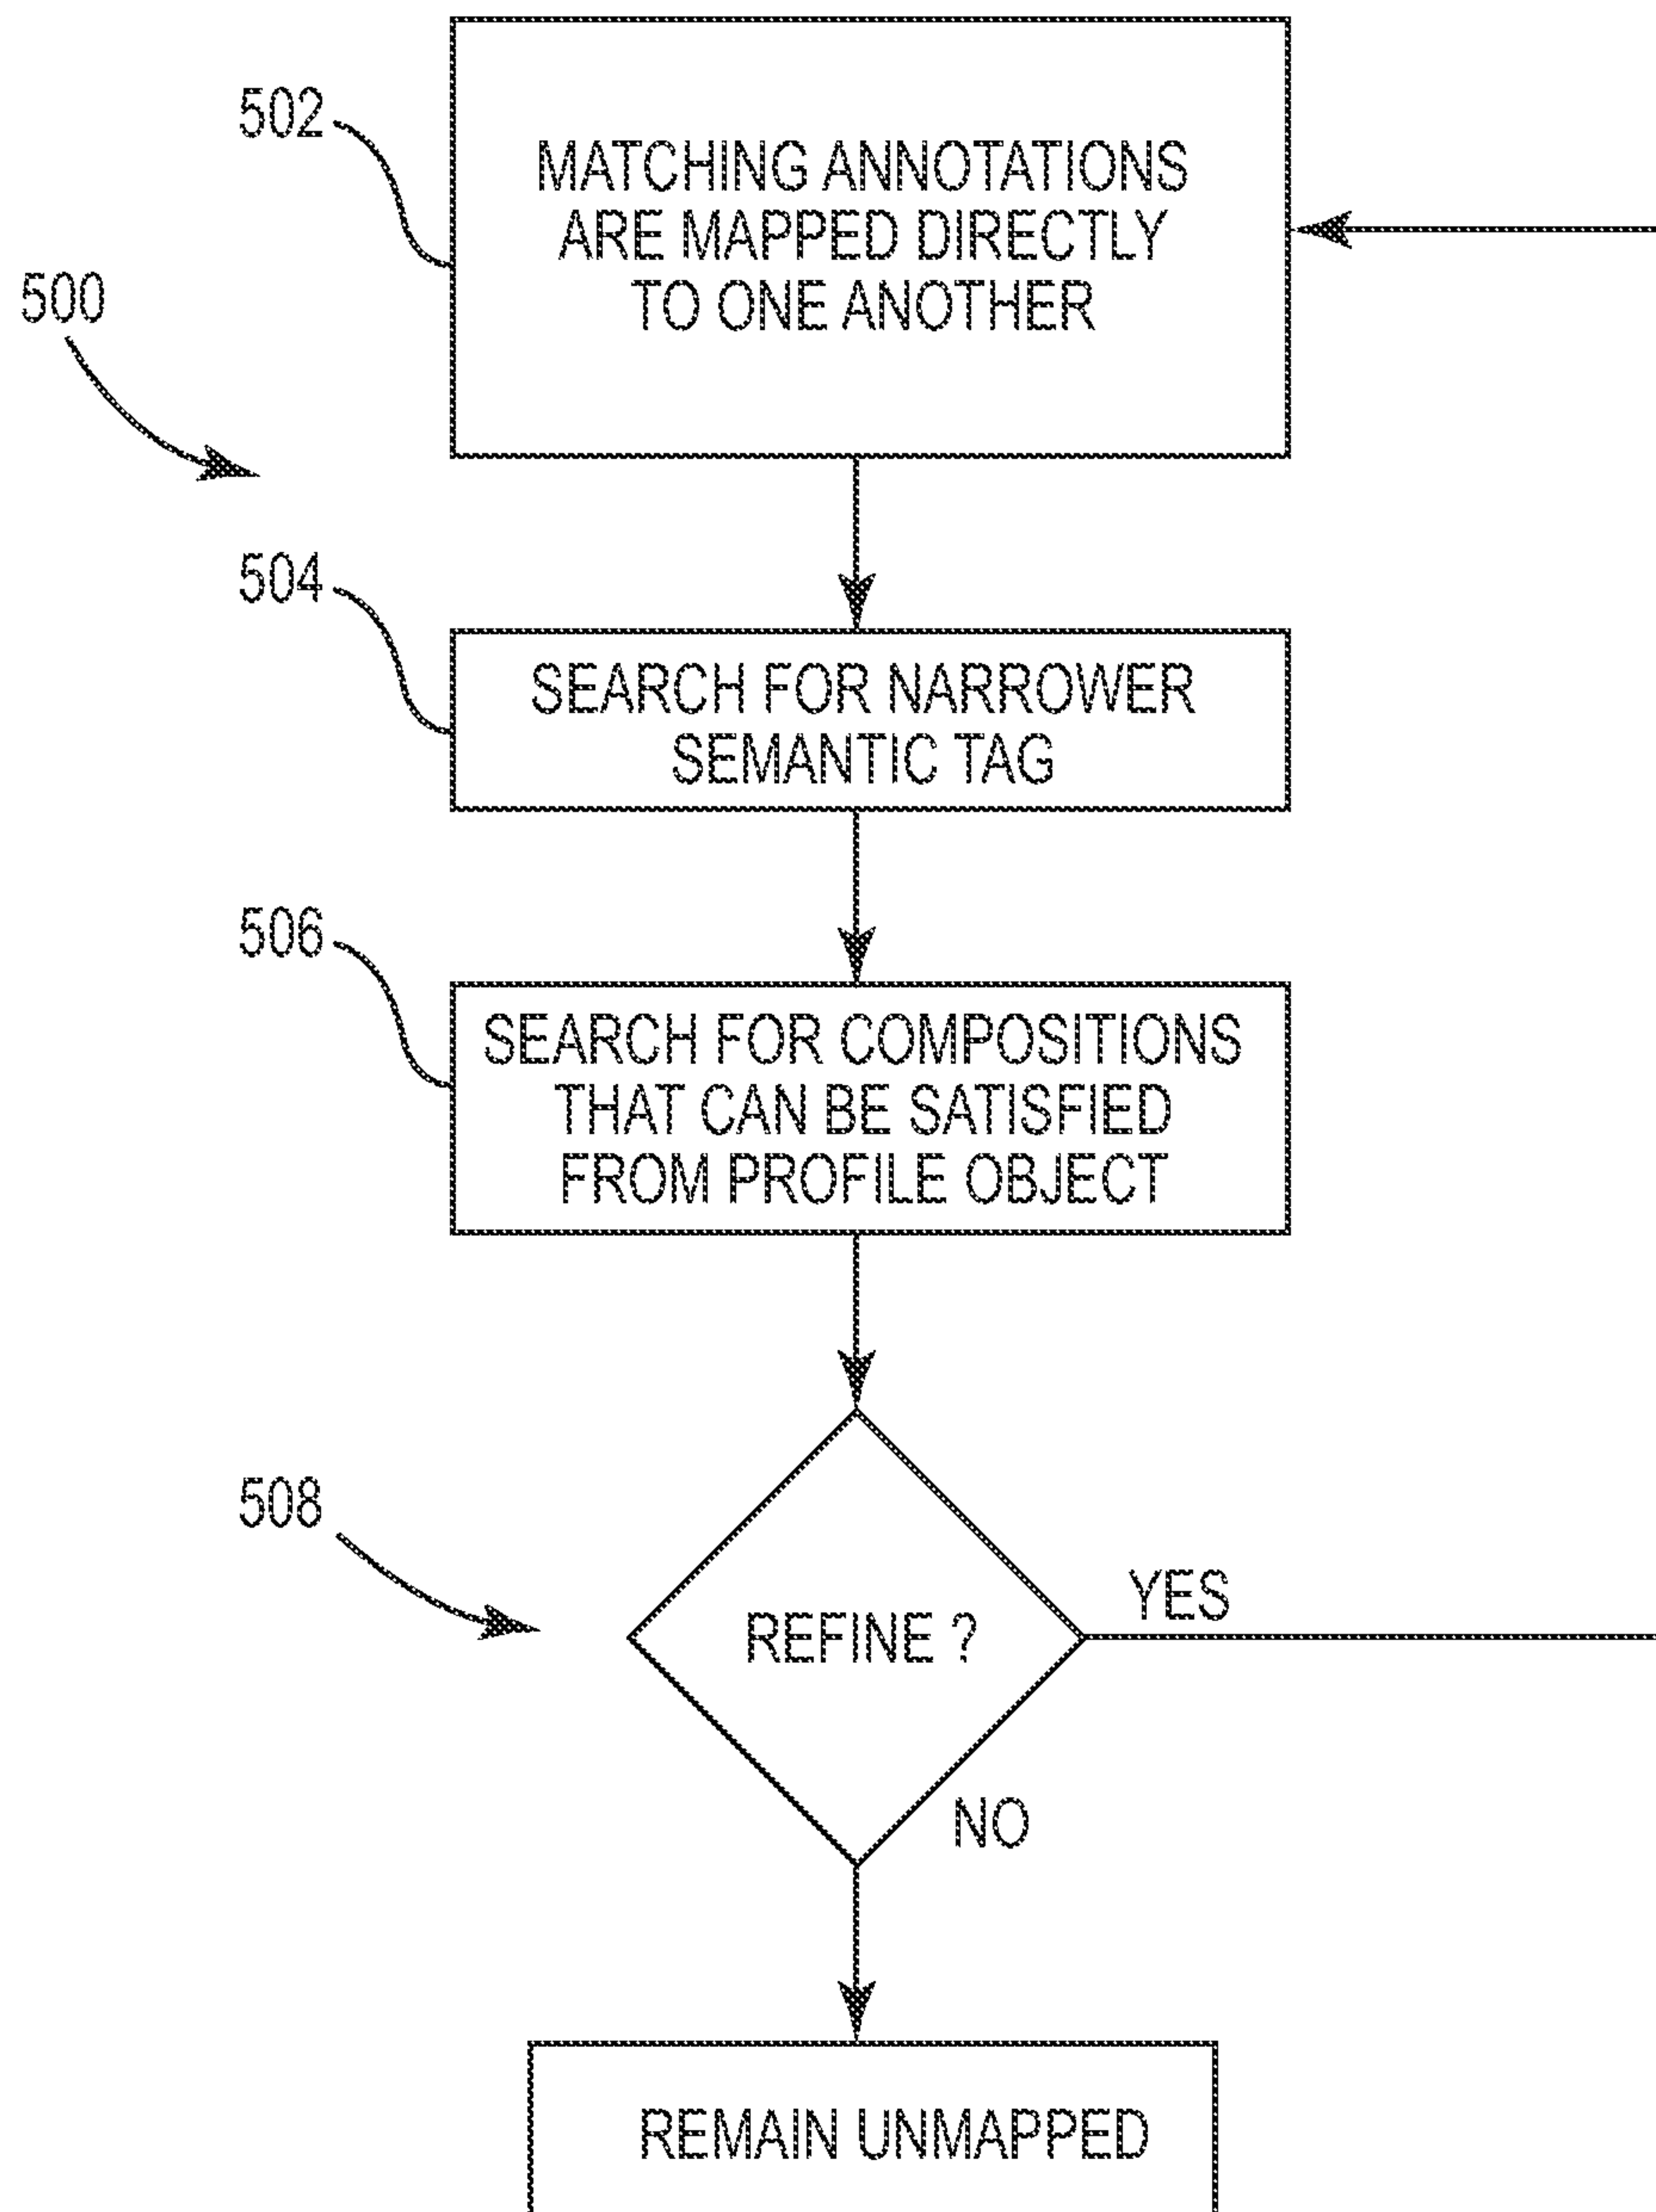 502
MATCHING ANNOTATIONS
ARE MAPPED DIRECTLY
TO ONE ANOTHER
500
504
SEARCH FOR NARROWER
SEMANTIC TAG
506
SEARCH FOR COMPOSITIONS
THAT CAN BE SATISFIED
FROM PROFILE OBJECT
508
REFINE ?
YES
NO
REMAIN UNMAPPED